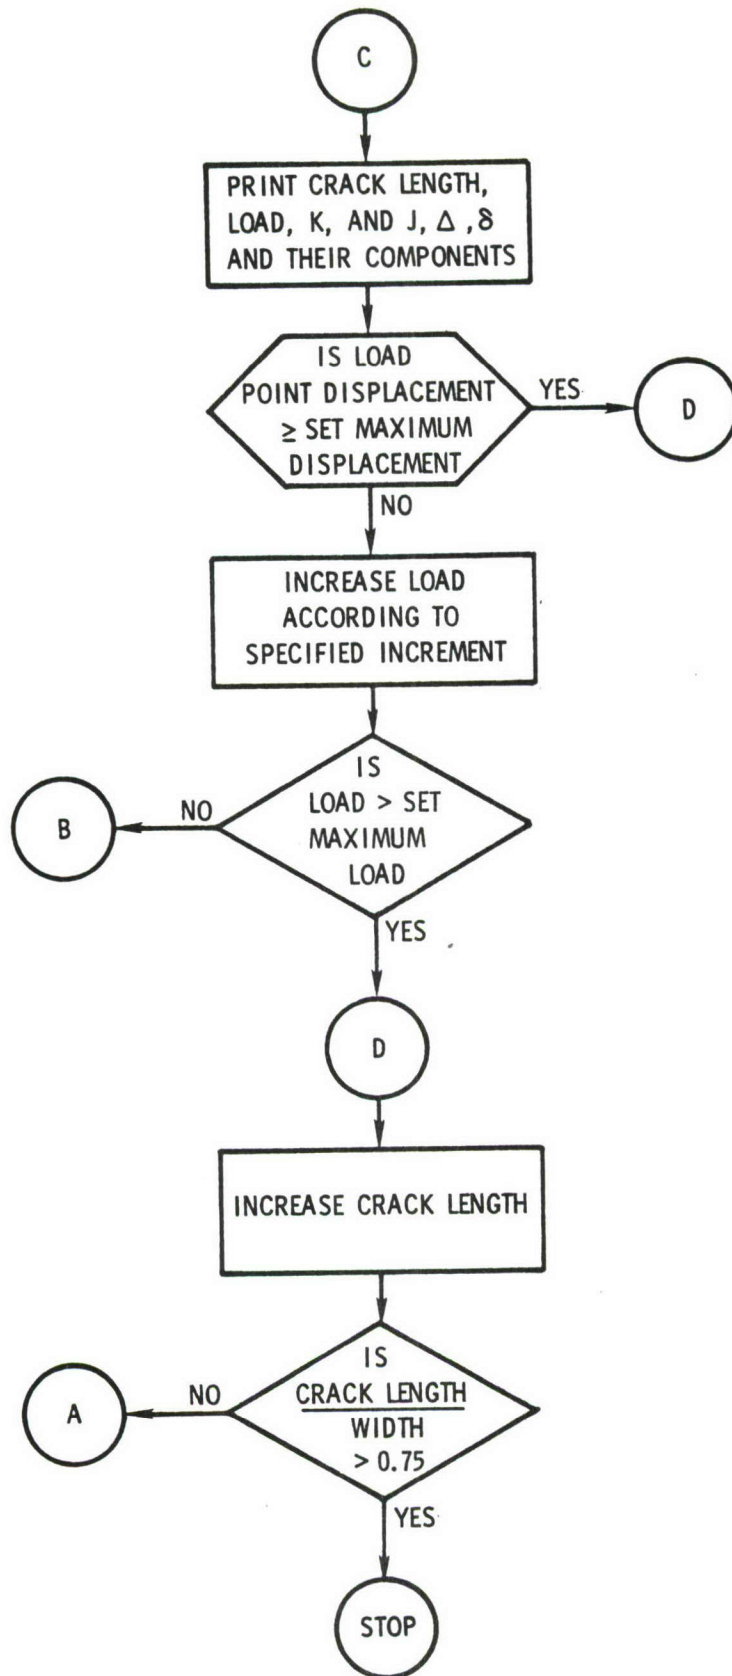 C
PRINT CRACK LENGTH,
LOAD, K, AND J, Δ, δ
AND THEIR COMPONENTS
IS LOAD
POINT DISPLACEMENT
≥ SET MAXIMUM
DISPLACEMENT
YES
D
NO
INCREASE LOAD
ACCORDING TO
SPECIFIED INCREMENT
IS
LOAD > SET
MAXIMUM
LOAD
NO
B
YES
D
INCREASE CRACK LENGTH
IS
CRACK LENGTH
WIDTH
> 0.75
NO
A
YES
STOP